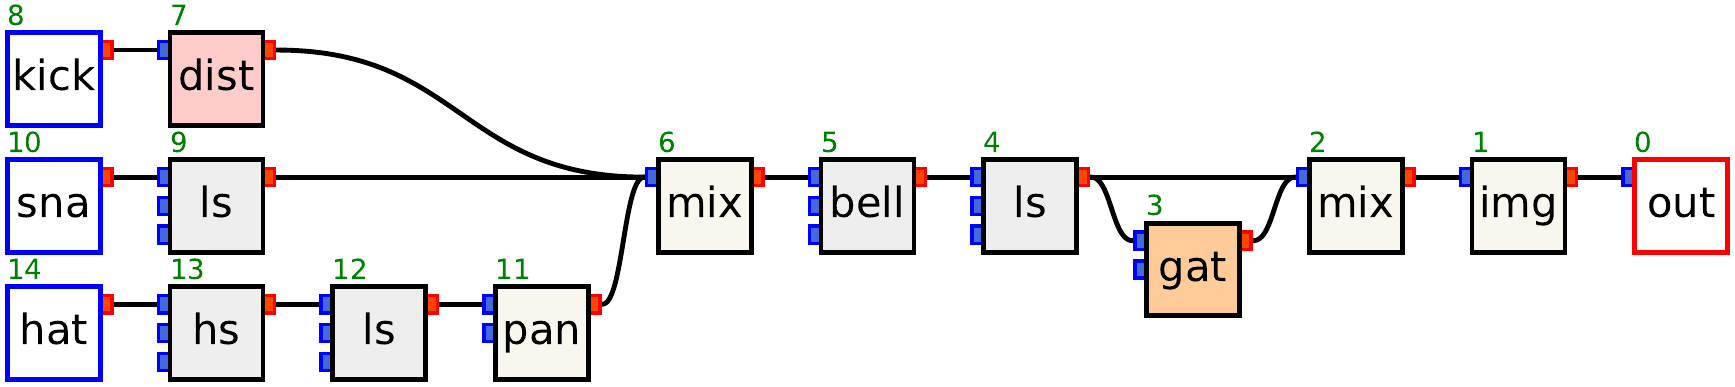 8 7
kick dist
10 9 6 5 4 2 1 0
sna ls mix bell ls mix img out
3
gat
14 13 12 11
hat hs ls pan